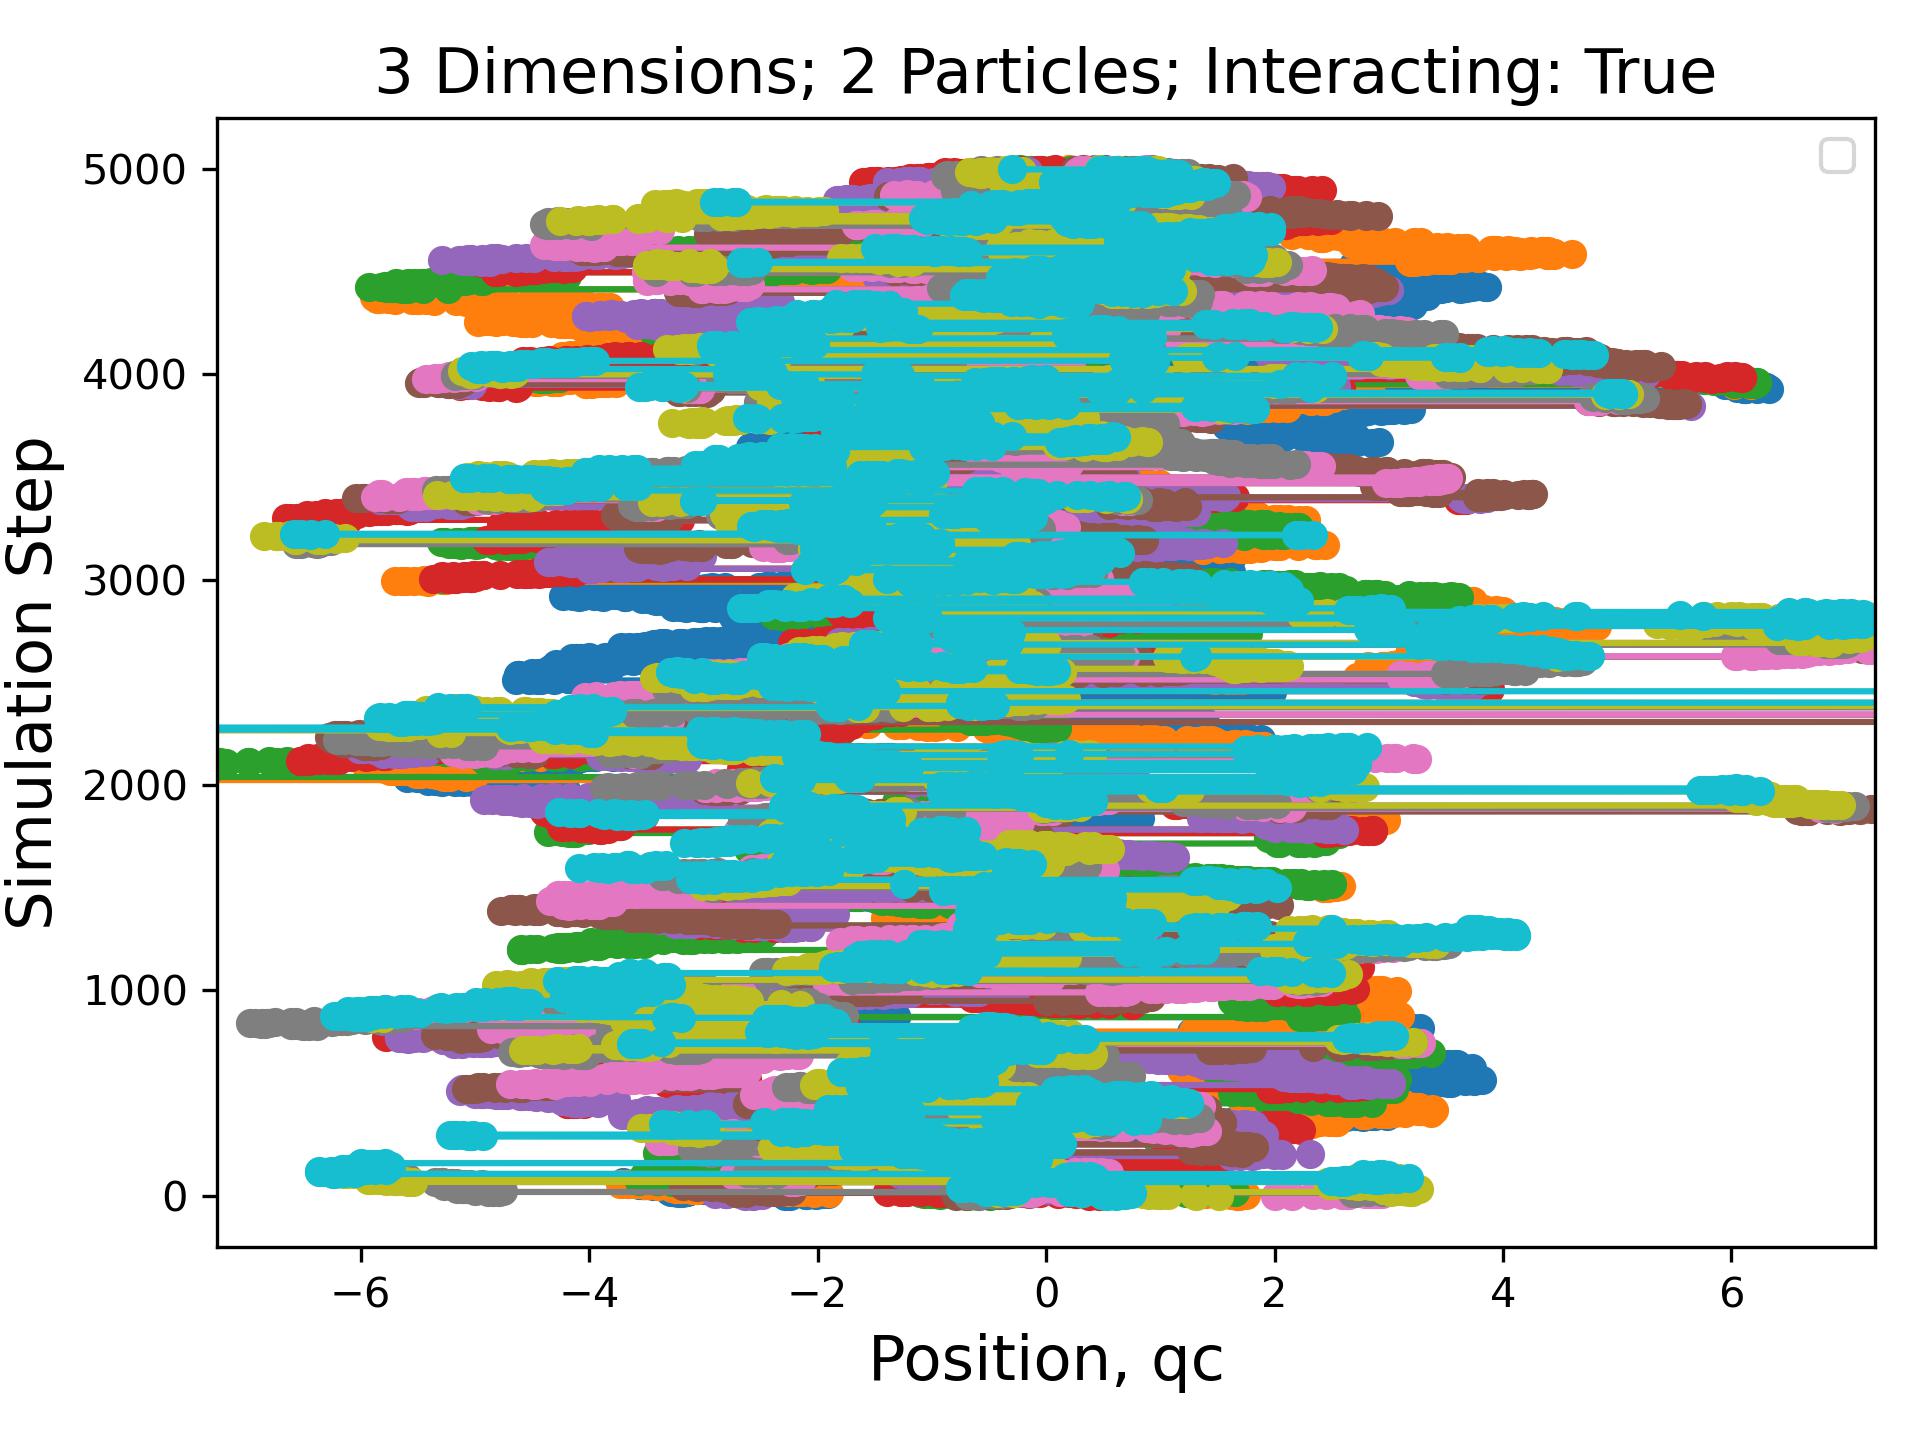 3 Dimensions; 2 Particles; Interacting: True
Simulation Step
5000
4000
3000
2000
1000
0
−6 −4 −2 0 2 4 6
Position, qc